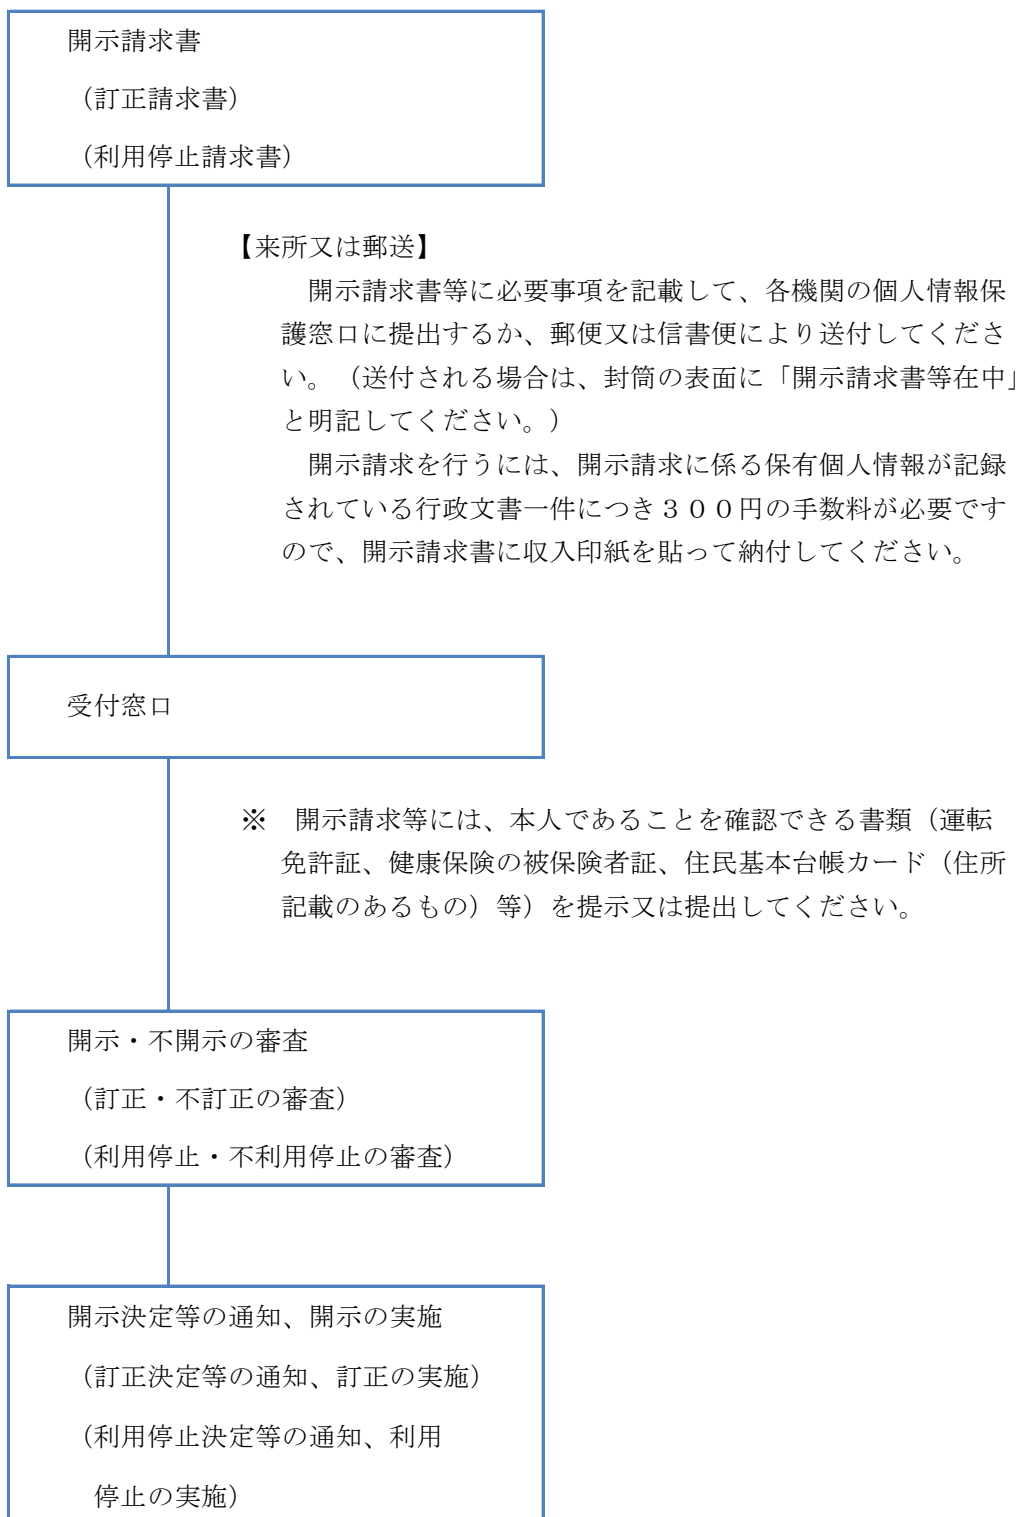 開示請求書
（訂正請求書）
（利用停止請求書）
【来所又は郵送】
開示請求書等に必要事項を記載して、各機関の個人情報保
護窓口に提出するか、郵便又は信書便により送付してくださ
い。（送付される場合は、封筒の表面に「開示請求書等在中」
と明記してください。）
開示請求を行うには、開示請求に係る保有個人情報が記録
されている行政文書一件につき３００円の手数料が必要です
ので、開示請求書に収入印紙を貼って納付してください。
受付窓口
※　開示請求等には、本人であることを確認できる書類（運転
免許証、健康保険の被保険者証、住民基本台帳カード（住所
記載のあるもの）等）を提示又は提出してください。
開示・不開示の審査
（訂正・不訂正の審査）
（利用停止・不利用停止の審査）
開示決定等の通知、開示の実施
（訂正決定等の通知、訂正の実施）
（利用停止決定等の通知、利用
停止の実施）